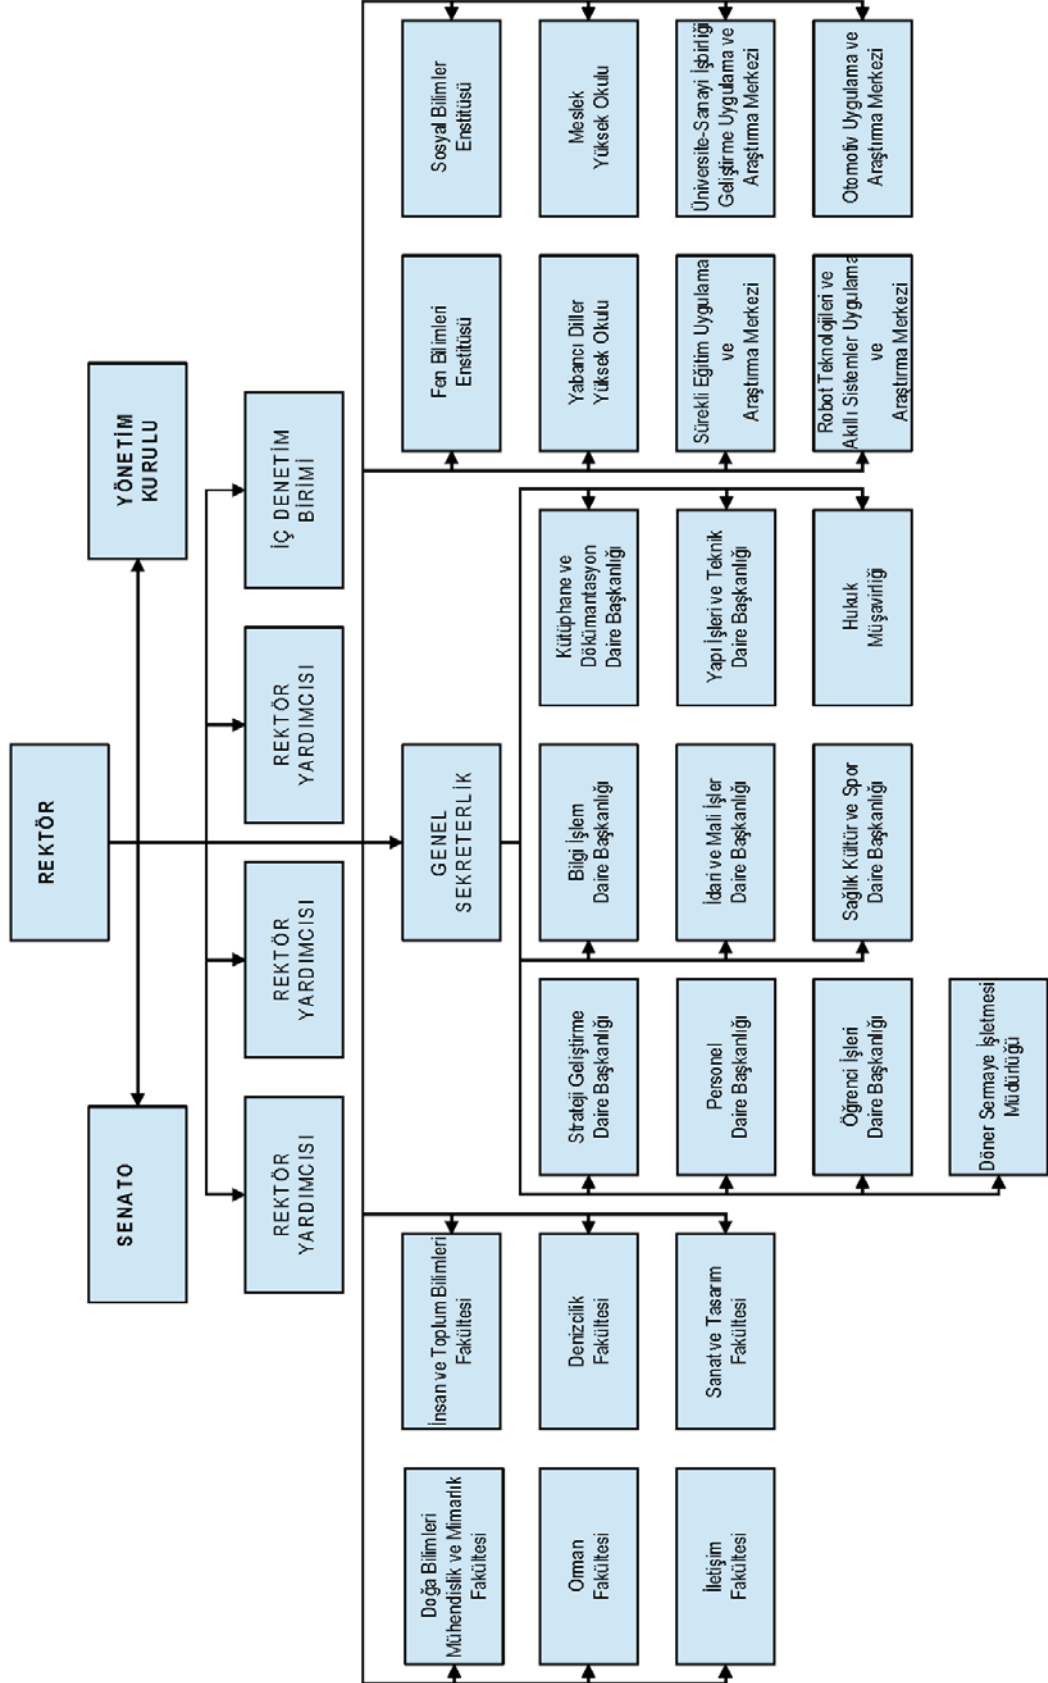 REKTÖR
SENATO
YÖNETİM
KURULU
REKTÖR
YARDIMCISI
REKTÖR
YARDIMCISI
REKTÖR
YARDIMCISI
İÇ DENETİM
BİRİMİ
GENEL
SEKRETERLİK
Doğa Bilimleri
Mühendislik ve Mimarlık
Fakültesi
İnsan ve Toplum Bilimleri
Fakültesi
Orman
Fakültesi
Denizcilik
Fakültesi
İletişim
Fakültesi
Sanat ve Tasarım
Fakültesi
Strateji Geliştirme
Daire Başkanlığı
Bilgi İşlem
Daire Başkanlığı
Kütüphane ve
Dökümantasyon
Daire Başkanlığı
Personel
Daire Başkanlığı
İdari ve Mali İşler
Daire Başkanlığı
Yapı İşleri ve Teknik
Daire Başkanlığı
Öğrenci İşleri
Daire Başkanlığı
Sağlık Kültür ve Spor
Daire Başkanlığı
Hukuk
Müşavirliği
Döner Sermaye İşletmesi
Müdürlüğü
Fen Bilimleri
Enstitüsü
Sosyal Bilimler
Enstitüsü
Yabancı Diller
Yüksek Okulu
Meslek
Yüksek Okulu
Sürekli Eğitim Uygulama
ve
Araştırma Merkezi
Üniversite-Sanayi İşbirliği
Geliştirme Uygulama ve
Araştırma Merkezi
Robot Teknolojileri ve
Akıllı Sistemler Uygulama
ve
Araştırma Merkezi
Otomotiv Uygulama ve
Araştırma Merkezi